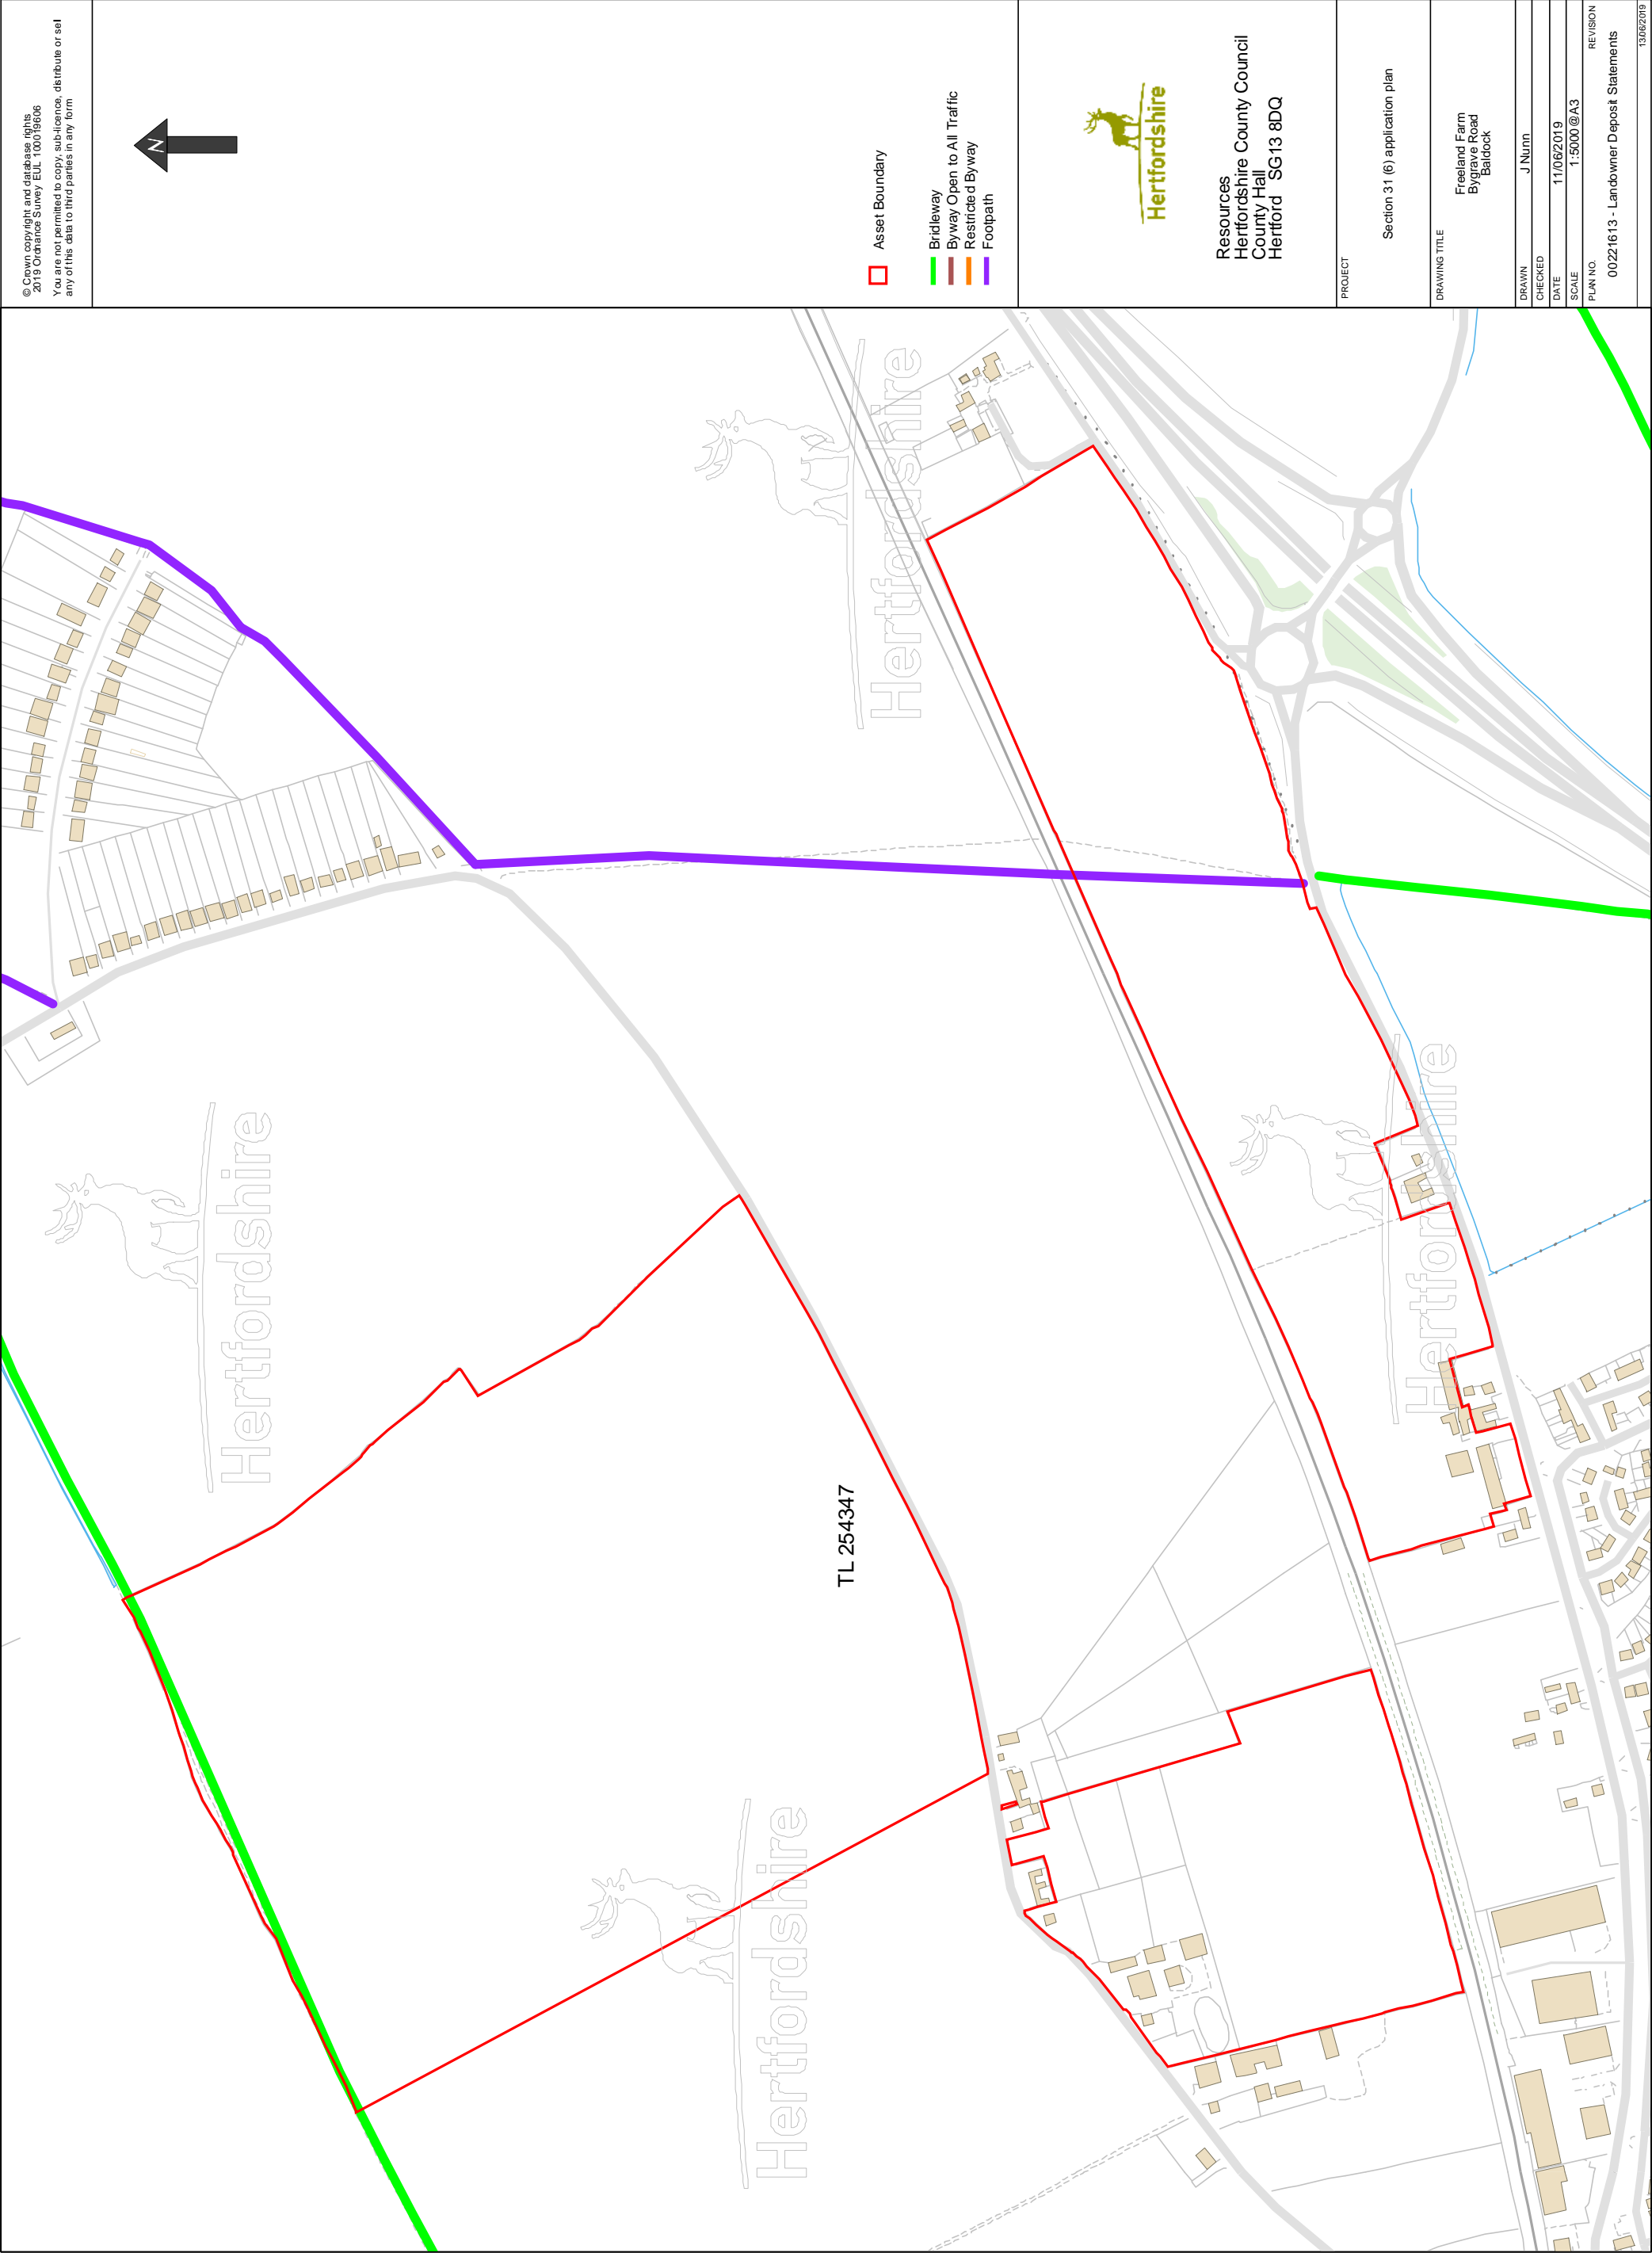 © Crown copyright and database rights
2019 Ordnance Survey EUL 100019606
You are not permitted to copy, sub-licence, distribute or sel
any of this data to third parties in any form
N
Asset Boundary
Bridleway
Byway Open to All Traffic
Restricted Byway
Footpath
Hertfordshire
Resources
Hertfordshire County Council
County Hall
Hertford SG13 8DQ
PROJECT
Section 31 (6) application plan
DRAWING TITLE
Freeland Farm
Bygrave Road
Baldock
DRAWN J Nunn
CHECKED
DATE 11/06/2019
SCALE 1:5000 @A3
PLAN NO. REVISION
00221613 - Landowner Deposit Statements
13/06/2019
TL 254347
Hertfordshire
Hertfordshire
Hertfordshire
Hertfordshire